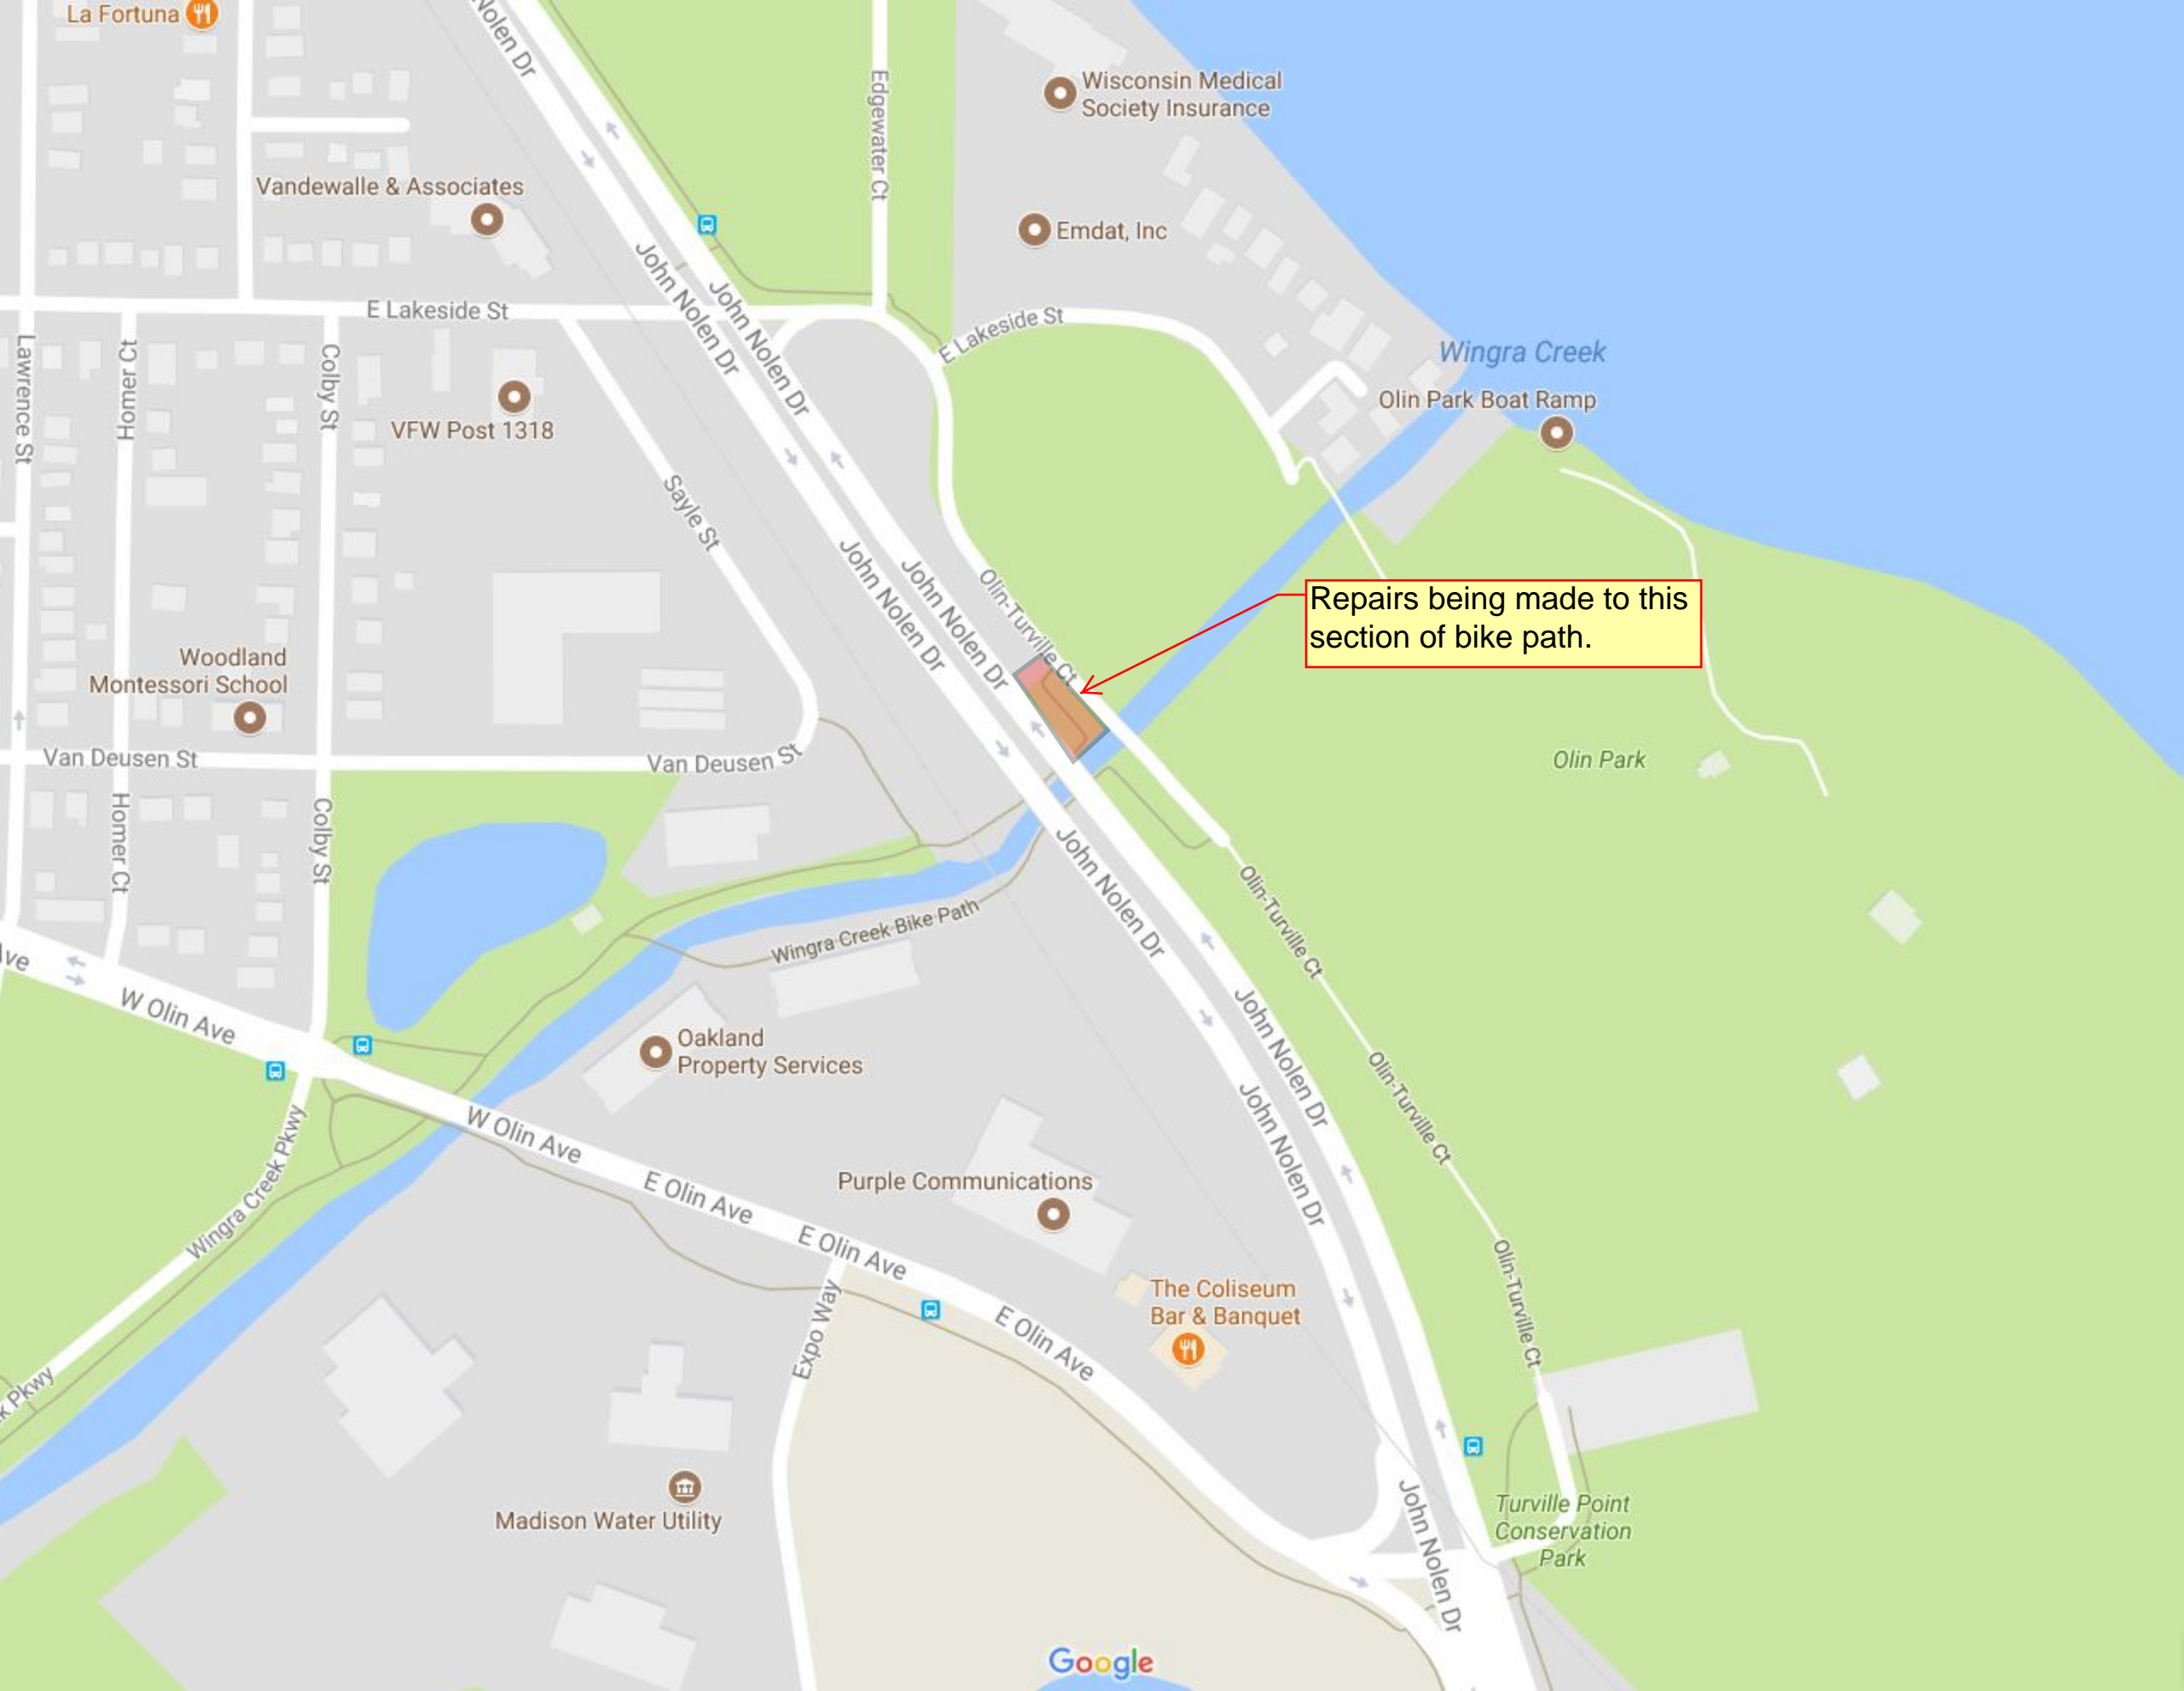 La Fortuna
Nolen Dr
Edgewater Ct
Wisconsin Medical
Society Insurance
Vandewalle & Associates
Emdat, Inc
John Nolen Dr
John Nolen Dr
E Lakeside St
E Lakeside St
Wingra Creek
Olin Park Boat Ramp
Lawrence St
Homer Ct
Colby St
VFW Post 1318
Sayle St
John Nolen Dr
John Nolen Dr
Olin-Turville Ct
Repairs being made to this
section of bike path.
Woodland
Montessori School
Van Deusen St
Van Deusen St
Olin Park
Homer Ct
Colby St
John Nolen Dr
Olin-Turville Ct
Wingra Creek Bike Path
Ave
W Olin Ave
Oakland
Property Services
John Nolen Dr
Olin-Turville Ct
John Nolen Dr
W Olin Ave
Wingra Creek Pkwy
E Olin Ave
Purple Communications
E Olin Ave
Olin-Turville Ct
The Coliseum
Bar & Banquet
Expo Way
E Olin Ave
k Pkwy
Madison Water Utility
John Nolen Dr
Turville Point
Conservation
Park
Google